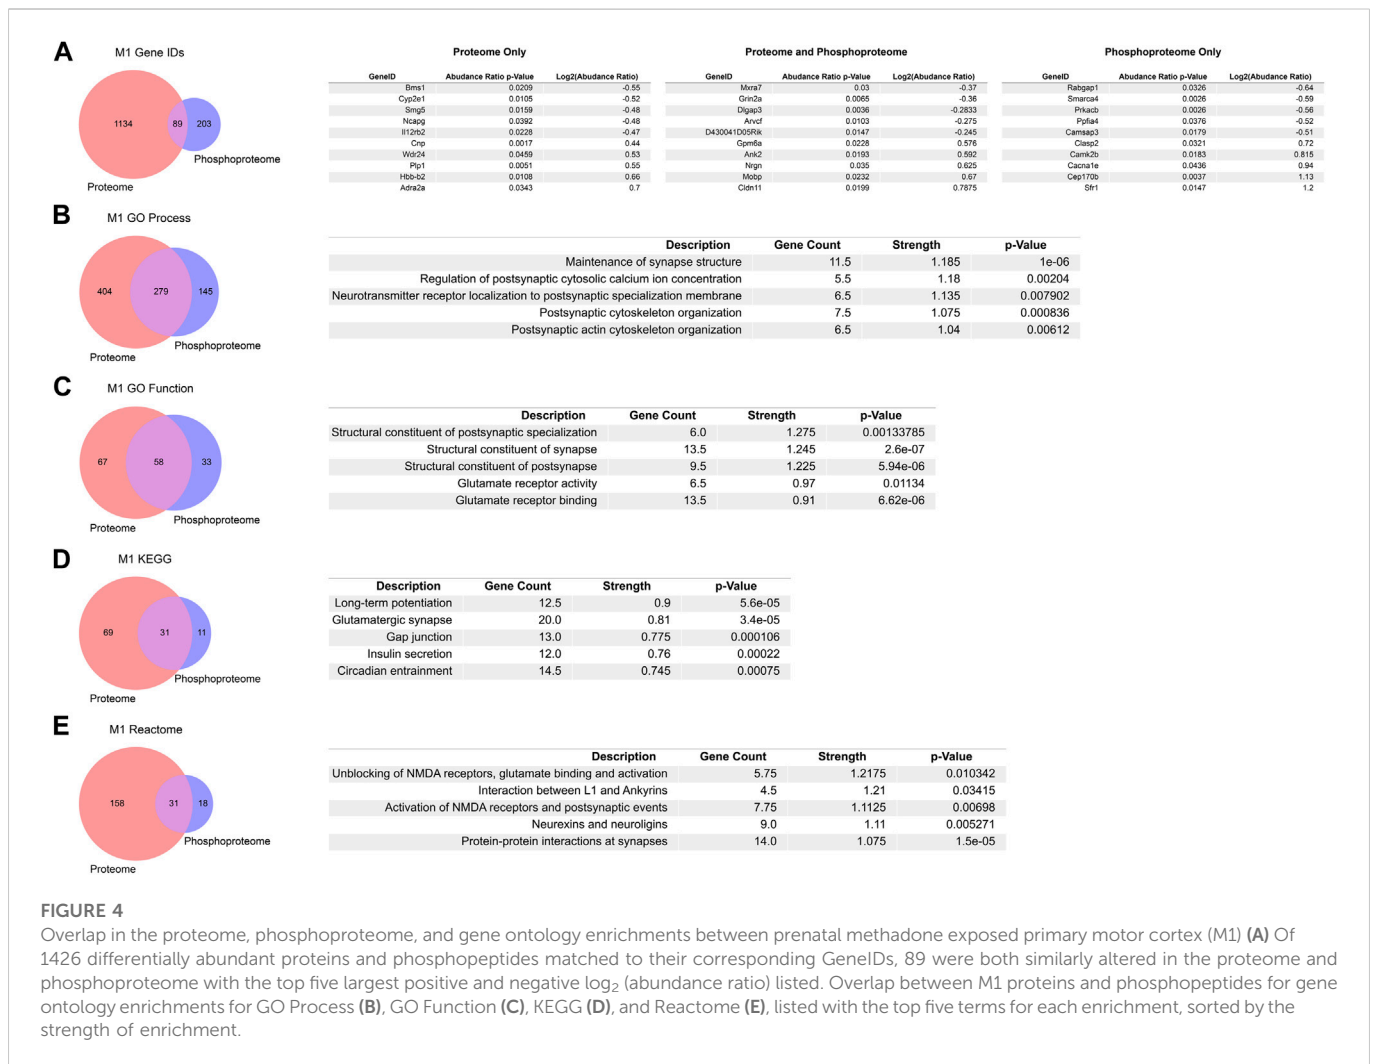 A
M1 Gene IDs
1134
89
203
Phosphoproteome
Proteome
Proteome Only
GeneID Abudance Ratio p-Value Log2(Abudance Ratio)
Bms1 0.0209 -0.55
Cyp2e1 0.0105 -0.52
Smg5 0.0159 -0.48
Ncapg 0.0392 -0.48
Il12rb2 0.0228 -0.47
Cnp 0.0017 0.44
Wdr24 0.0459 0.53
Plp1 0.0051 0.55
Hbb-b2 0.0108 0.66
Adra2a 0.0343 0.7
Proteome and Phosphoproteome
GeneID Abudance Ratio p-Value Log2(Abudance Ratio)
Mxra7 0.03 -0.37
Grin2a 0.0065 -0.36
Dlgap3 0.0036 -0.2833
Arvcf 0.0103 -0.275
D430041D05Rik 0.0147 -0.245
Gpm6a 0.0228 0.576
Ank2 0.0193 0.592
Nrgn 0.035 0.625
Mobp 0.0232 0.67
Cldn11 0.0199 0.7875
Phosphoproteome Only
GeneID Abudance Ratio p-Value Log2(Abudance Ratio)
Rabgap1 0.0326 -0.64
Smarca4 0.0026 -0.59
Prkacb 0.0026 -0.56
Ppfia4 0.0376 -0.52
Camsap3 0.0179 -0.51
Clasp2 0.0321 0.72
Camk2b 0.0183 0.815
Cacna1e 0.0436 0.94
Cep170b 0.0037 1.13
Sfr1 0.0147 1.2
B
M1 GO Process
404
279
145
Phosphoproteome
Proteome
Description Gene Count Strength p-Value
Maintenance of synapse structure 11.5 1.185 1e-06
Regulation of postsynaptic cytosolic calcium ion concentration 5.5 1.18 0.00204
Neurotransmitter receptor localization to postsynaptic specialization membrane 6.5 1.135 0.007902
Postsynaptic cytoskeleton organization 7.5 1.075 0.000836
Postsynaptic actin cytoskeleton organization 6.5 1.04 0.00612
C
M1 GO Function
67
58
33
Phosphoproteome
Proteome
Description Gene Count Strength p-Value
Structural constituent of postsynaptic specialization 6.0 1.275 0.00133785
Structural constituent of synapse 13.5 1.245 2.6e-07
Structural constituent of postsynapse 9.5 1.225 5.94e-06
Glutamate receptor activity 6.5 0.97 0.01134
Glutamate receptor binding 13.5 0.91 6.62e-06
D
M1 KEGG
69
31
11
Phosphoproteome
Proteome
Description Gene Count Strength p-Value
Long-term potentiation 12.5 0.9 5.6e-05
Glutamatergic synapse 20.0 0.81 3.4e-05
Gap junction 13.0 0.775 0.000106
Insulin secretion 12.0 0.76 0.00022
Circadian entrainment 14.5 0.745 0.00075
E
M1 Reactome
158
31
18
Phosphoproteome
Proteome
Description Gene Count Strength p-Value
Unblocking of NMDA receptors, glutamate binding and activation 5.75 1.2175 0.010342
Interaction between L1 and Ankyrins 4.5 1.21 0.03415
Activation of NMDA receptors and postsynaptic events 7.75 1.1125 0.00698
Neurexins and neuroligins 9.0 1.11 0.005271
Protein-protein interactions at synapses 14.0 1.075 1.5e-05
FIGURE 4
Overlap in the proteome, phosphoproteome, and gene ontology enrichments between prenatal methadone exposed primary motor cortex (M1) (A) Of
1426 differentially abundant proteins and phosphopeptides matched to their corresponding GeneIDs, 89 were both similarly altered in the proteome and
phosphoproteome with the top five largest positive and negative log2 (abundance ratio) listed. Overlap between M1 proteins and phosphopeptides for gene
ontology enrichments for GO Process (B), GO Function (C), KEGG (D), and Reactome (E), listed with the top five terms for each enrichment, sorted by the
strength of enrichment.